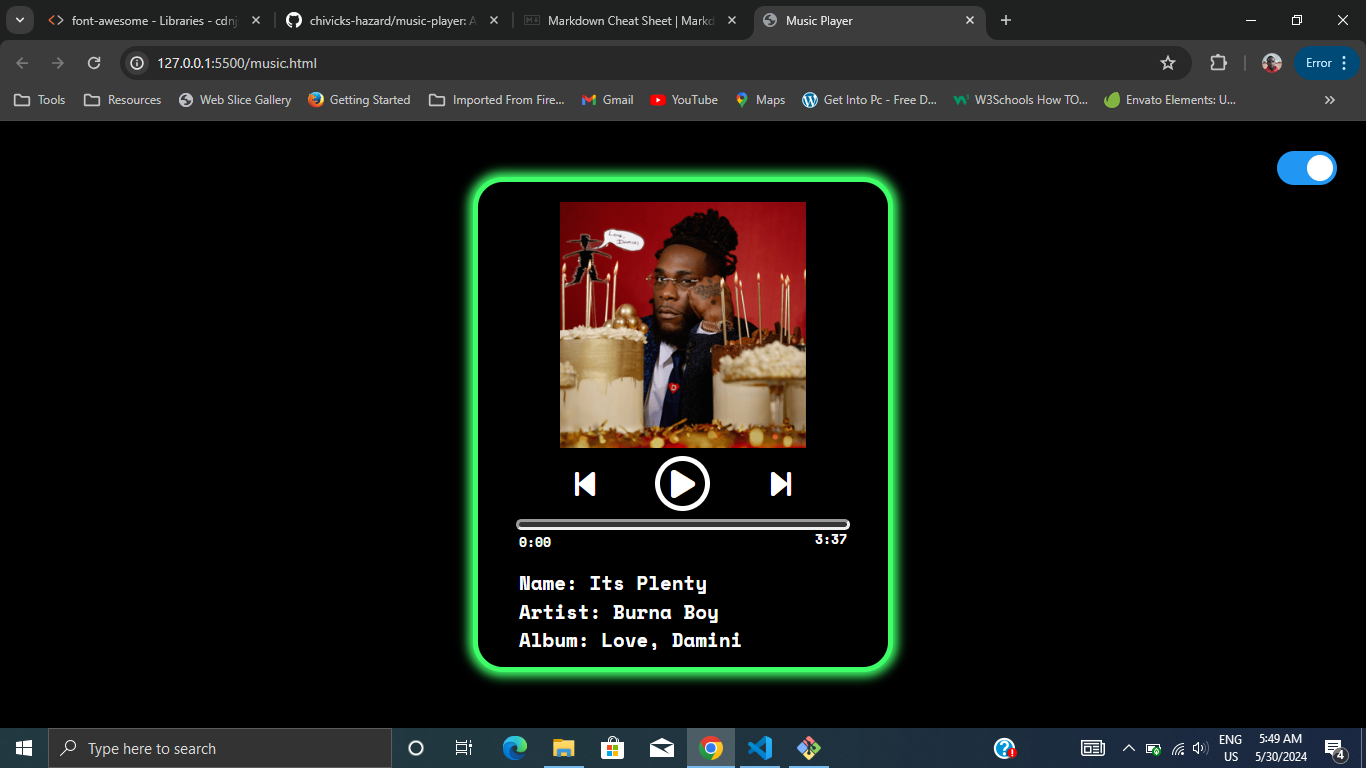 font-awesome - Libraries - cdnj
chivicks-hazard/music-player: A
Markdown Cheat Sheet | Markd
Music Player
127.0.0.1:5500/music.html
Error
Tools
Resources
Web Slice Gallery
Getting Started
Imported From Fire...
Gmail
YouTube
Maps
Get Into Pc - Free D...
W3Schools How TO...
Envato Elements: U...
Love,
Damini
0:00
3:37
Name: Its Plenty
Artist: Burna Boy
Album: Love, Damini
Type here to search
ENG
US
5:49 AM
5/30/2024
4